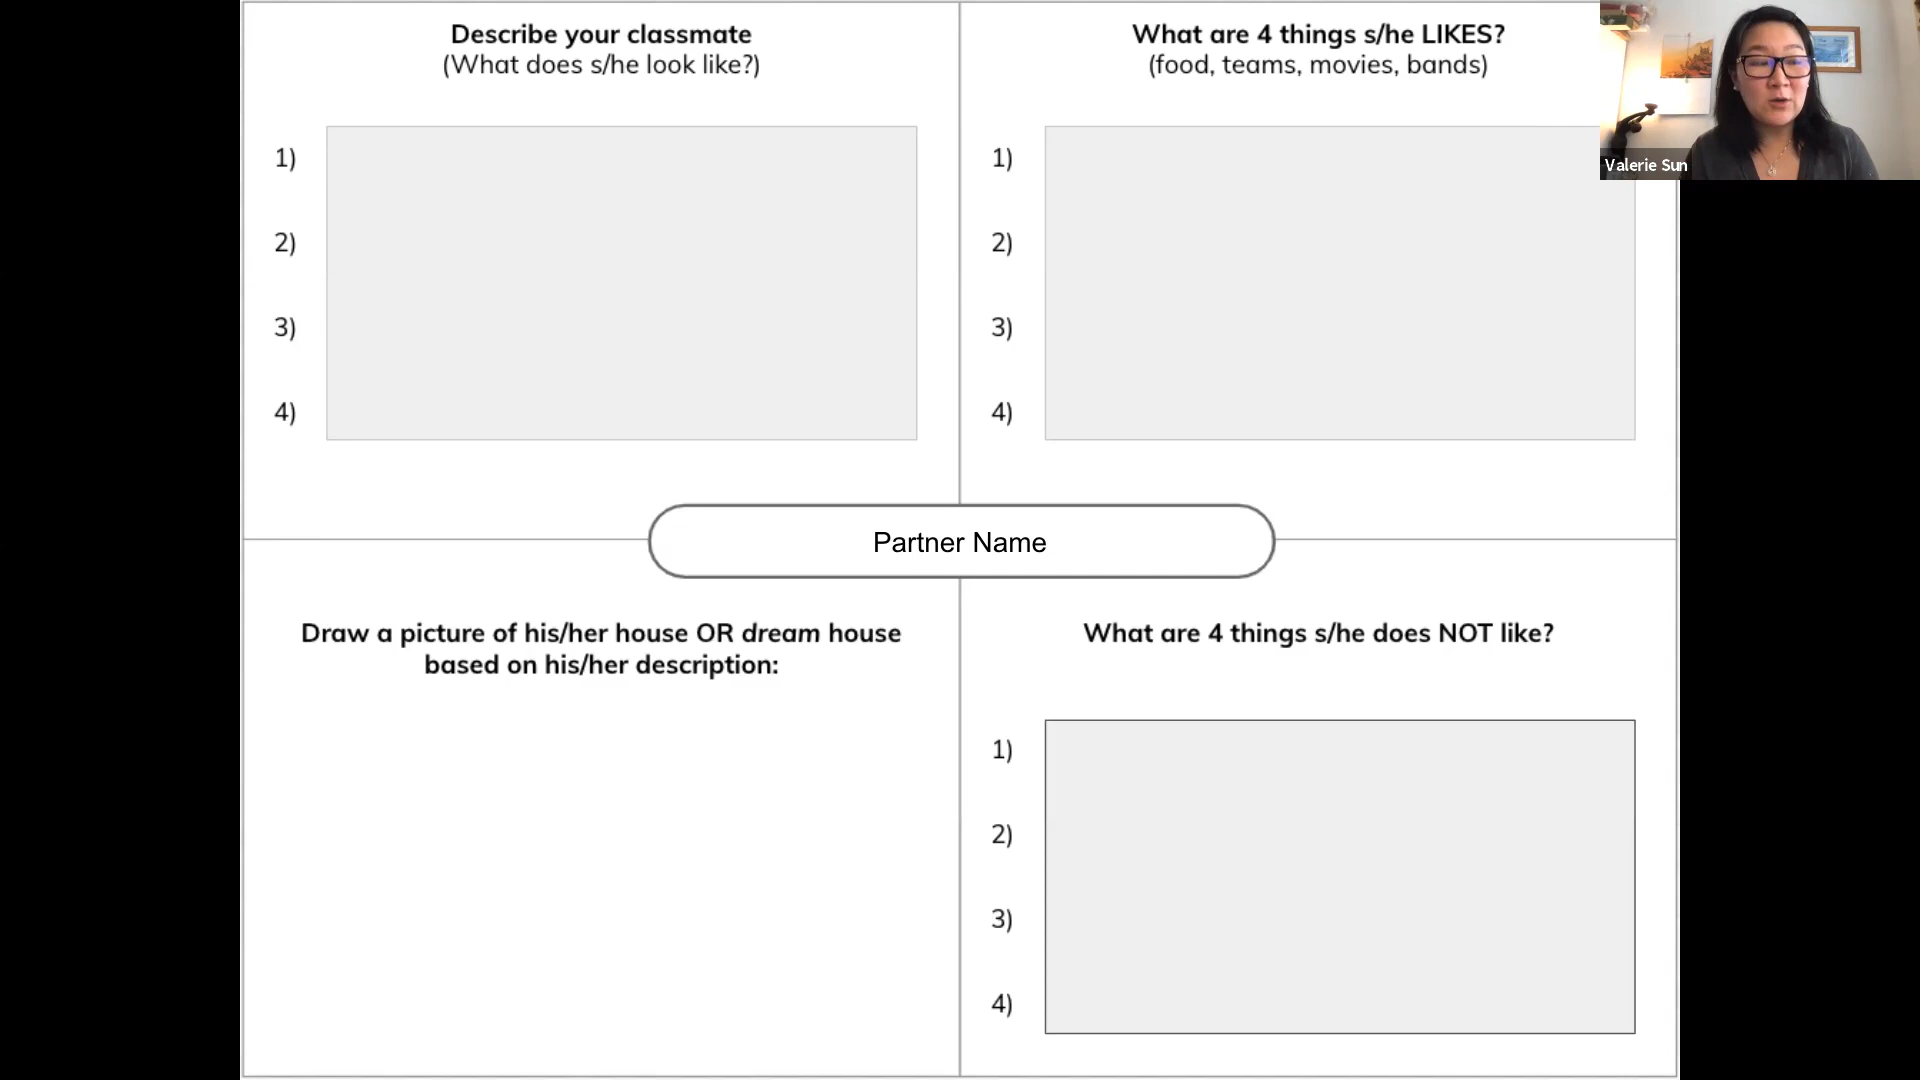 Describe your classmate
(What does s/he look like?)
1)
2)
3)
4)
What are 4 things s/he LIKES?
(food, teams, movies, bands)
1)
2)
3)
4)
Valerie Sun
Partner Name
Draw a picture of his/her house OR dream house
based on his/her description:
What are 4 things s/he does NOT like?
1)
2)
3)
4)